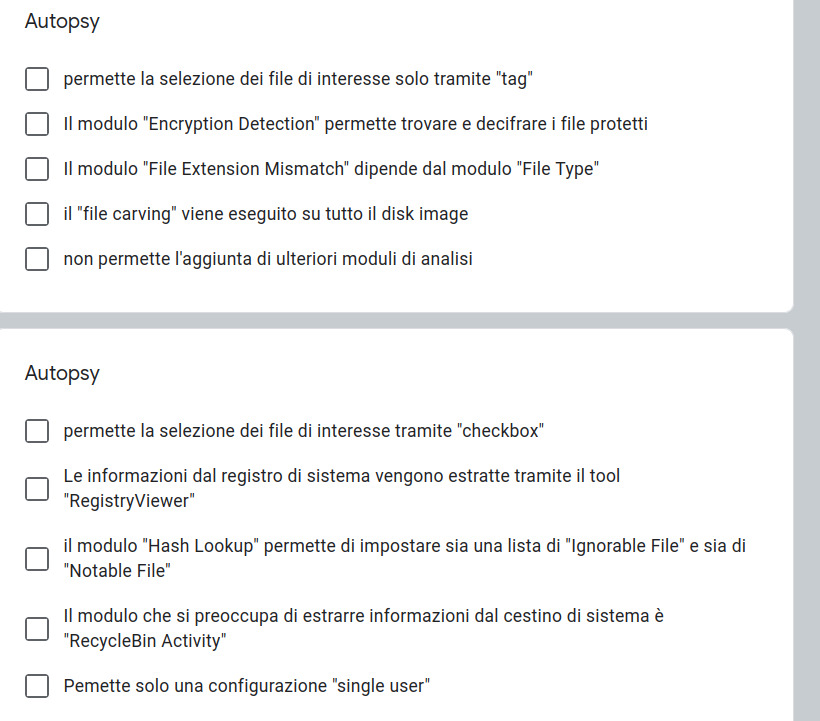 Autopsy
permette la selezione dei file di interesse solo tramite "tag"
Il modulo "Encryption Detection" permette trovare e decifrare i file protetti
Il modulo "File Extension Mismatch" dipende dal modulo "File Type"
il "file carving" viene eseguito su tutto il disk image
non permette l'aggiunta di ulteriori moduli di analisi
Autopsy
permette la selezione dei file di interesse tramite "checkbox"
Le informazioni dal registro di sistema vengono estratte tramite il tool
"RegistryViewer"
il modulo "Hash Lookup" permette di impostare sia una lista di "Ignorable File" e sia di
"Notable File"
Il modulo che si preoccupa di estrarre informazioni dal cestino di sistema è
"RecycleBin Activity"
Pemette solo una configurazione "single user"